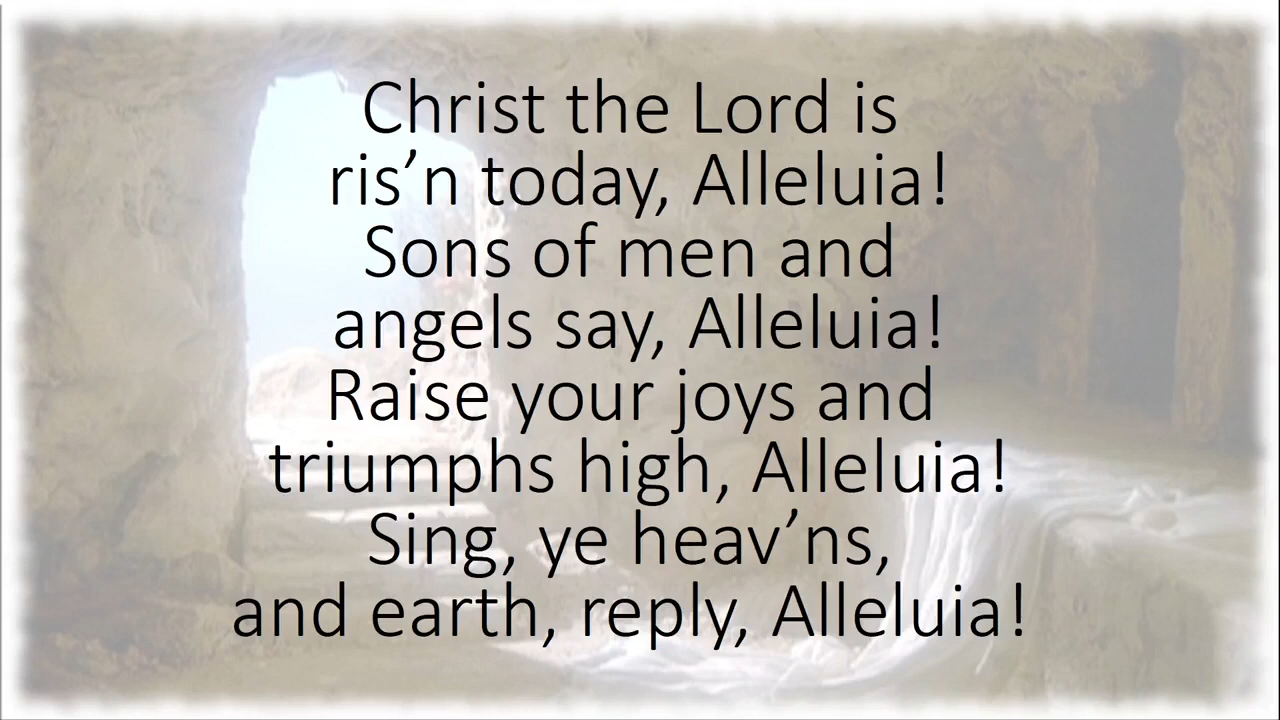 Christ the Lord is
ris’n today, Alleluia!
Sons of men and
angels say, Alleluia!
Raise your joys and
triumphs high, Alleluia!
Sing, ye heav’ns,
and earth, reply, Alleluia!